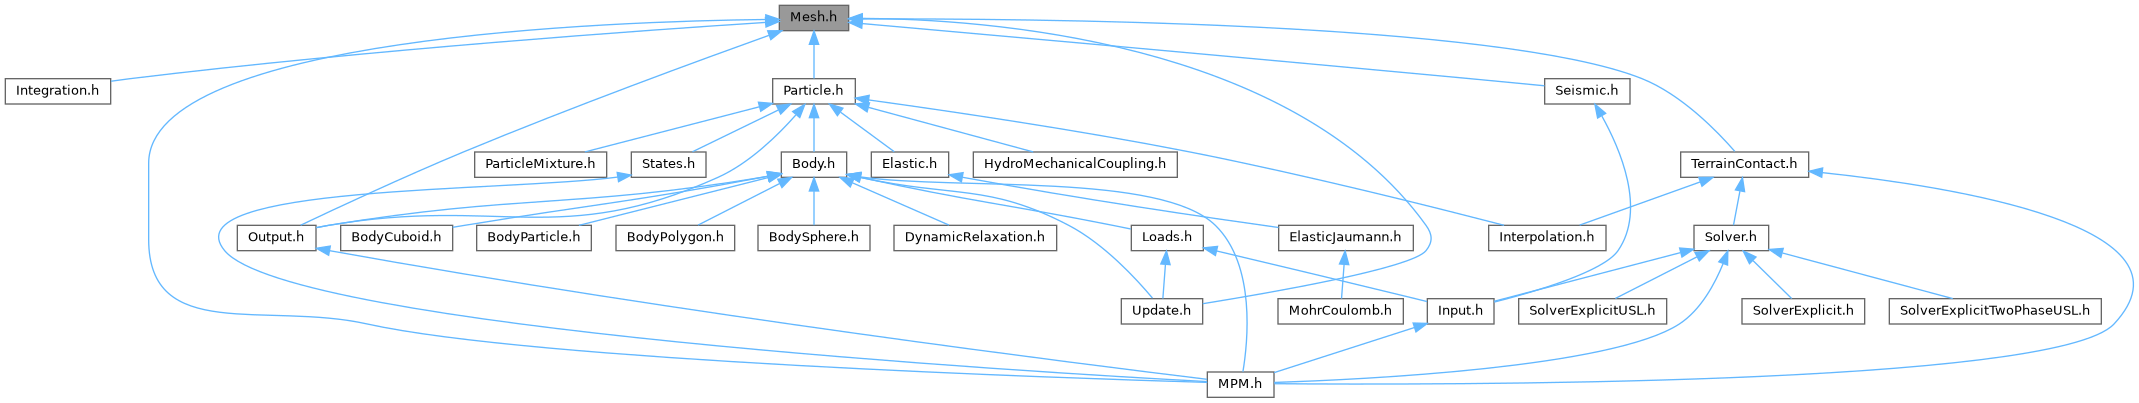 Mesh.h
Integration.h
Particle.h
Seismic.h
ParticleMixture.h
States.h
Body.h
Elastic.h
HydroMechanicalCoupling.h
TerrainContact.h
Output.h
BodyCuboid.h
BodyParticle.h
BodyPolygon.h
BodySphere.h
DynamicRelaxation.h
Loads.h
ElasticJaumann.h
Interpolation.h
Solver.h
Update.h
MohrCoulomb.h
Input.h
SolverExplicitUSL.h
SolverExplicit.h
SolverExplicitTwoPhaseUSL.h
MPM.h